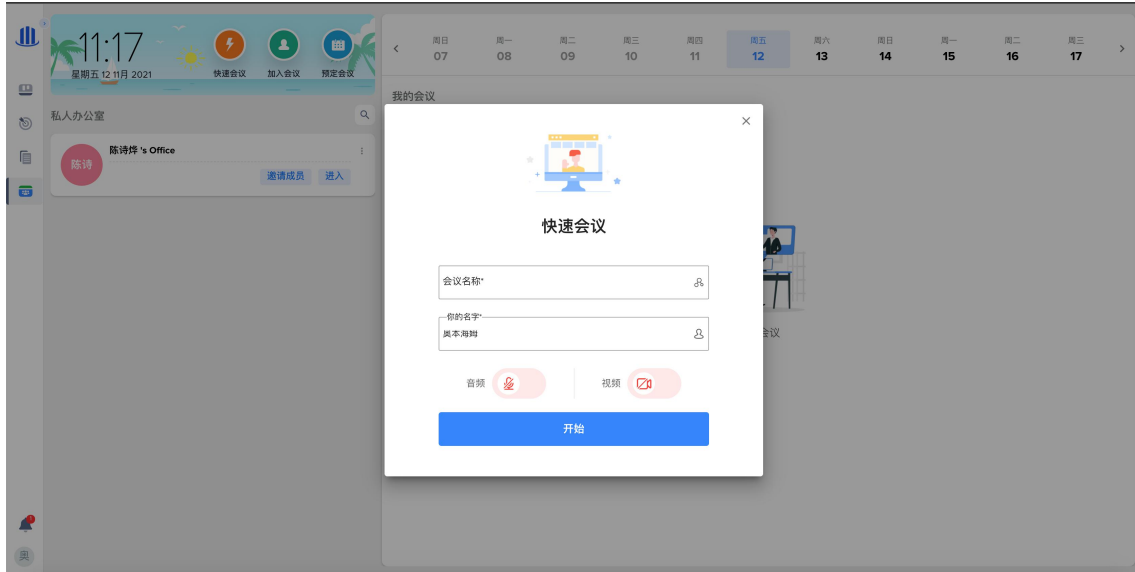 11:17
星期五 12 11月 2021
快速会议
加入会议
预定会议
私人办公室
陈诗
陈诗烨 's Office
邀请成员
进入
周日
07
周一
08
周二
09
周三
10
周四
11
周五
12
周六
13
周日
14
周一
15
周二
16
周三
17
我的会议
快速会议
会议名称*
你的名字*
奥本海姆
音频
视频
开始
会议
奥